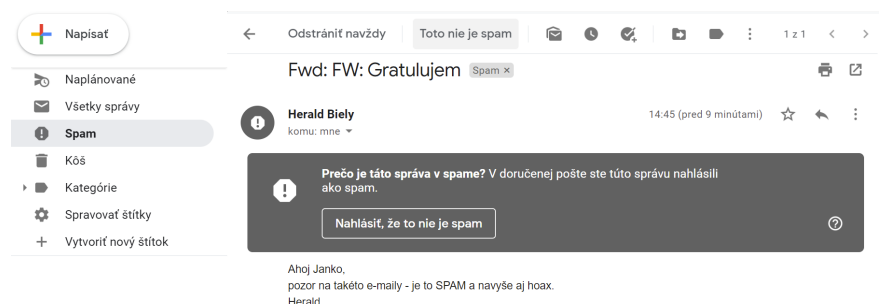 Napísať
Odstrániť navždy
Toto nie je spam
1 z 1
Naplánované
Všetky správy
Spam
Kôš
Kategórie
Spravovať štítky
Vytvoriť nový štítok
Fwd: FW: Gratulujem
Spam ×
Herald Biely
14:45 (pred 9 minútami)
komu: mne
Prečo je táto správa v spame? V doručenej pošte ste túto správu nahlásili
ako spam.
Nahlásiť, že to nie je spam
Ahoj Janko,
pozor na takéto e-maily - je to SPAM a navyše aj hoax.
Herald